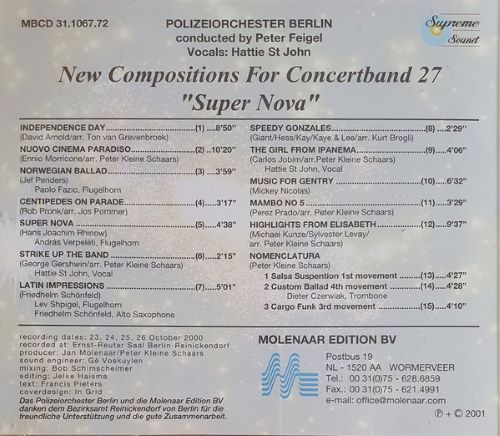 MBCD 31.1067.72
POLIZEIORCHESTER BERLIN
conducted by Peter Feigel
Vocals: Hattie St John
Supreme
Sound
New Compositions For Concertband 27
"Super Nova"
INDEPENDENCE DAY (1) 8'50"
(David Arnold/arr. Ton van Grevenbroek)
NUOVO CINEMA PARADISO (2) 10'20"
(Ennio Morricone/arr. Peter Kleine Schaars)
NORWEGIAN BALLAD (3) 3'59"
(Jef Penders)
Paolo Fazio, Flugelhorn
CENTIPEDES ON PARADE (4) 3'17"
(Rob Pronk/arr. Jos Pommer)
SUPER NOVA (5) 4'38"
(Hans Joachim Rhinow)
András Verpeléti, Flugelhorn
STRIKE UP THE BAND (6) 2'15"
(George Gershwin/arr. Peter Kleine Schaars)
Hattie St John, Vocal
LATIN IMPRESSIONS (7) 5'01"
(Friedhelm Schönfeld)
Lev Shpigel, Flugelhorn
Friedhelm Schönfeld, Alto Saxophone
SPEEDY GONZALES (8) 2'29"
(Giant/Hess/Kay/Kaye & Lee/arr. Kurt Brogli)
THE GIRL FROM IPANEMA (9) 4'06"
(Carlos Jobim/arr. Peter Kleine Schaars)
Hattie St John, Vocal
MUSIC FOR GENTRY (10) 6'32"
(Mickey Nicolas)
MAMBO NO 5 (11) 3'29"
(Perez Prado/arr. Peter Kleine Schaars)
HIGHLIGHTS FROM ELISABETH (12) 9'37"
(Michael Kunze/Sylvester Levay/
arr. Peter Kleine Schaars)
NOMENCLATURA
(Peter Kleine Schaars)
1 Salsa Suspention 1st movement (13) 4'27"
2 Custom Ballad 4th movement (14) 4'28"
Dieter Czerwiak, Trombone
3 Cargo Funk 3rd movement (15) 4'10"
recording dates: 23, 24, 25, 26 October 2000
recorded at: Ernst-Reuter Saal Berlin-Reinickendorf
producer: Jan Molenaar/Peter Kleine Schaars
sound engineer: Gé Voskuylen
mixing: Bob Schimscheimer
editing: Jelke Haisma
text: Francis Pieters
coverdesign: In Grid
Das Polizeiorchester Berlin und die Molenaar Edition BV
danken dem Bezirksamt Reinickendorf von Berlin für die
freundliche Unterstützung und die gute Zusammenarbeit.
MOLENAAR EDITION BV
Postbus 19
NL - 1520 AA WORMERVEER
Tel.: 00 31(0)75 - 628.6859
Fax.: 00 31(0)75 - 621.4991
e-mail: office@molenaar.com
℗ + © 2001